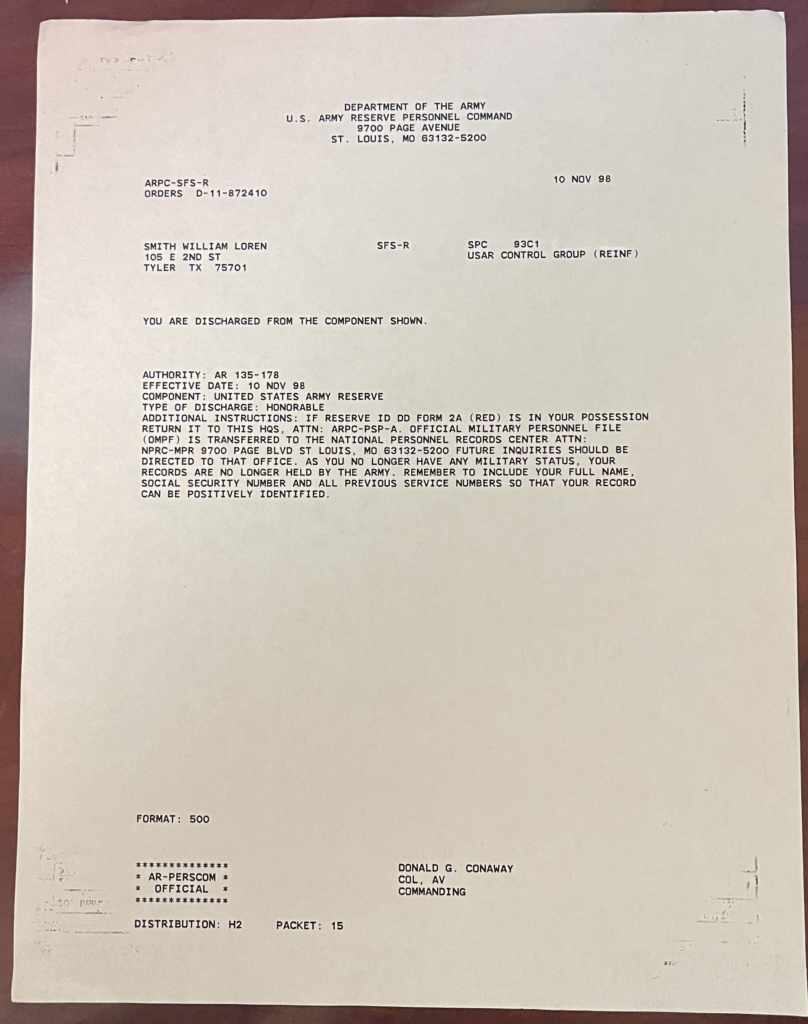 DEPARTMENT OF THE ARMY
U.S. ARMY RESERVE PERSONNEL COMMAND
9700 PAGE AVENUE
ST. LOUIS, MO 63132-5200
ARPC-SFS-R 10 NOV 98
ORDERS D-11-872410
SMITH WILLIAM LOREN SFS-R SPC 93C1
105 E 2ND ST USAR CONTROL GROUP (REINF)
TYLER TX 75701
YOU ARE DISCHARGED FROM THE COMPONENT SHOWN.
AUTHORITY: AR 135-178
EFFECTIVE DATE: 10 NOV 98
COMPONENT: UNITED STATES ARMY RESERVE
TYPE OF DISCHARGE: HONORABLE
ADDITIONAL INSTRUCTIONS: IF RESERVE ID DD FORM 2A (RED) IS IN YOUR POSSESSION
RETURN IT TO THIS HQS, ATTN: ARPC-PSP-A. OFFICIAL MILITARY PERSONNEL FILE
(OMPF) IS TRANSFERRED TO THE NATIONAL PERSONNEL RECORDS CENTER ATTN:
NPRC-MPR 9700 PAGE BLVD ST LOUIS, MO 63132-5200 FUTURE INQUIRIES SHOULD BE
DIRECTED TO THAT OFFICE. AS YOU NO LONGER HAVE ANY MILITARY STATUS, YOUR
RECORDS ARE NO LONGER HELD BY THE ARMY. REMEMBER TO INCLUDE YOUR FULL NAME,
SOCIAL SECURITY NUMBER AND ALL PREVIOUS SERVICE NUMBERS SO THAT YOUR RECORD
CAN BE POSITIVELY IDENTIFIED.
FORMAT: 500
**************
* AR-PERSCOM * DONALD G. CONAWAY
* OFFICIAL * COL, AV
************** COMMANDING
DISTRIBUTION: H2 PACKET: 15